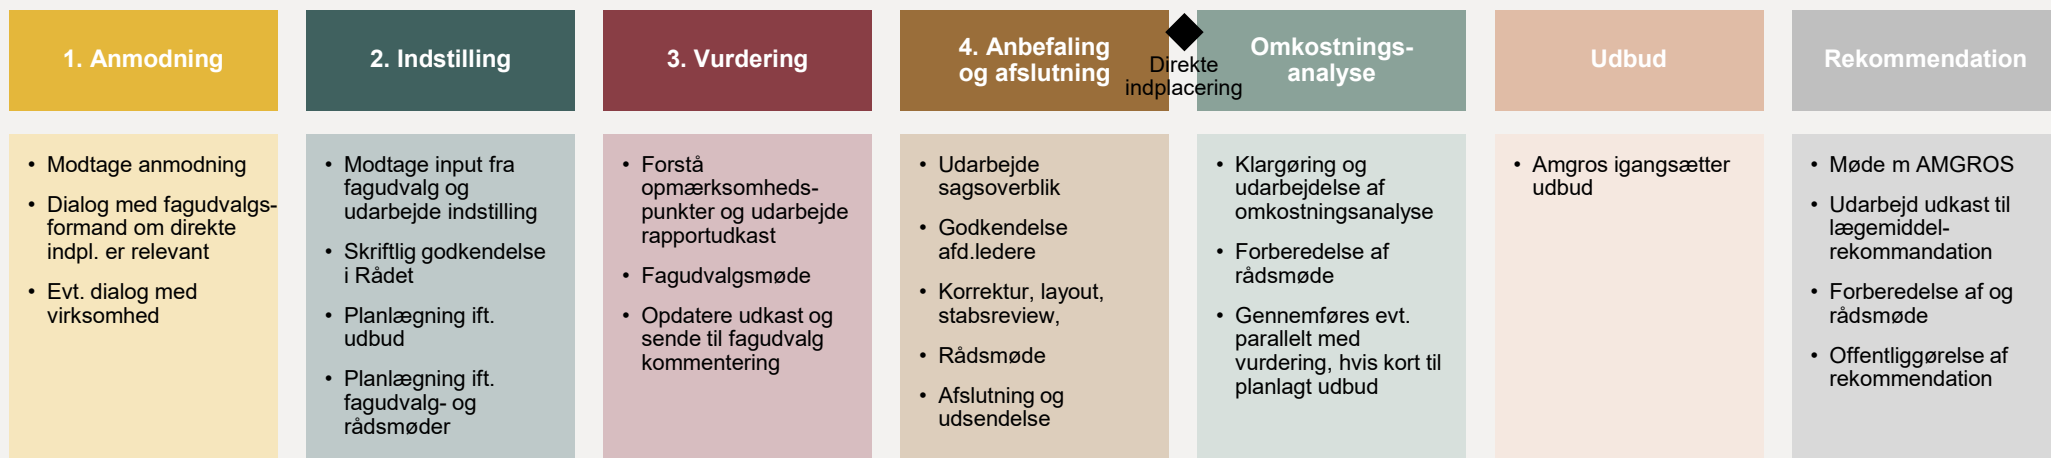 1. Anmodning
2. Indstilling
3. Vurdering
4. Anbefaling
og afslutning
Direkte
indplacering
Omkostnings-
analyse
Udbud
Rekommendation
• Modtage anmodning
• Dialog med fagudvalgs-
formand om direkte
indpl. er relevant
• Evt. dialog med
virksomhed
• Modtage input fra
fagudvalg og
udarbejde indstilling
• Skriftlig godkendelse
i Rådet
• Planlægning ift.
udbud
• Planlægning ift.
fagudvalg- og
rådsmøder
• Forstå
opmærksomheds-
punkter og udarbejde
rapportudkast
• Fagudvalgsmøde
• Opdatere udkast og
sende til fagudvalg
kommentering
• Udarbejde
sagsoverblik
• Godkendelse
afd.ledere
• Korrektur, layout,
stabsreview,
• Rådsmøde
• Afslutning og
udsendelse
• Klargøring og
udarbejdelse af
omkostningsanalyse
• Forberedelse af
rådsmøde
• Gennemføres evt.
parallelt med
vurdering, hvis kort til
planlagt udbud
• Amgros igangsætter
udbud
• Møde m AMGROS
• Udarbejd udkast til
lægemiddel-
rekommandation
• Forberedelse af og
rådsmøde
• Offentliggørelse af
rekommendation